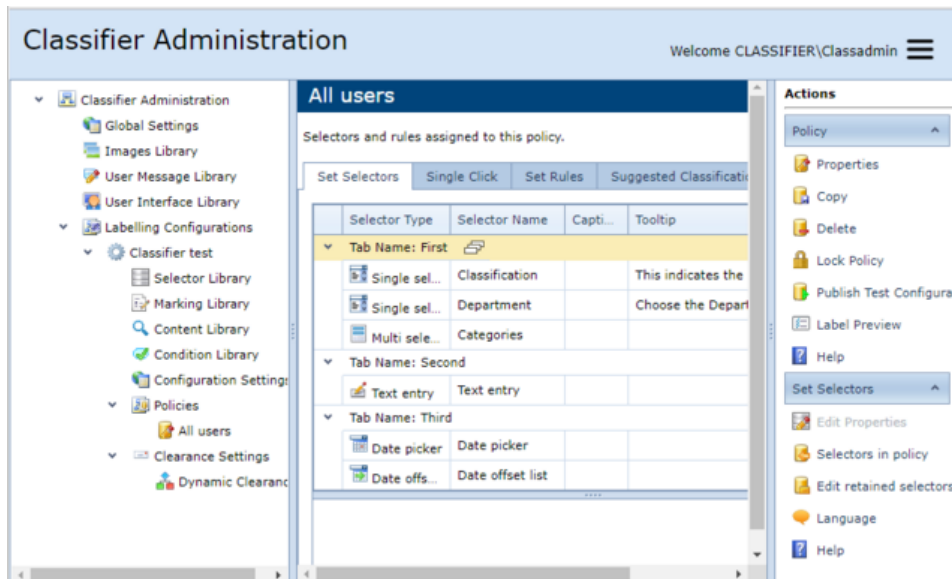 Classifier Administration
Welcome CLASSIFIER\Classadmin
Classifier Administration
Global Settings
Images Library
User Message Library
User Interface Library
Labelling Configurations
Classifier test
Selector Library
Marking Library
Content Library
Condition Library
Configuration Settings
Policies
All users
Clearance Settings
Dynamic Clearanc
All users
Selectors and rules assigned to this policy.
Set Selectors Single Click Set Rules Suggested Classificatio
Selector Type Selector Name Capti... Tooltip
Tab Name: First
Single sel... Classification This indicates the
Single sel... Department Choose the Depart
Multi sele... Categories
Tab Name: Second
Text entry Text entry
Tab Name: Third
Date picker Date picker
Date offs... Date offset list
Actions
Policy
Properties
Copy
Delete
Lock Policy
Publish Test Configura
Label Preview
Help
Set Selectors
Edit Properties
Selectors in policy
Edit retained selectors
Language
Help